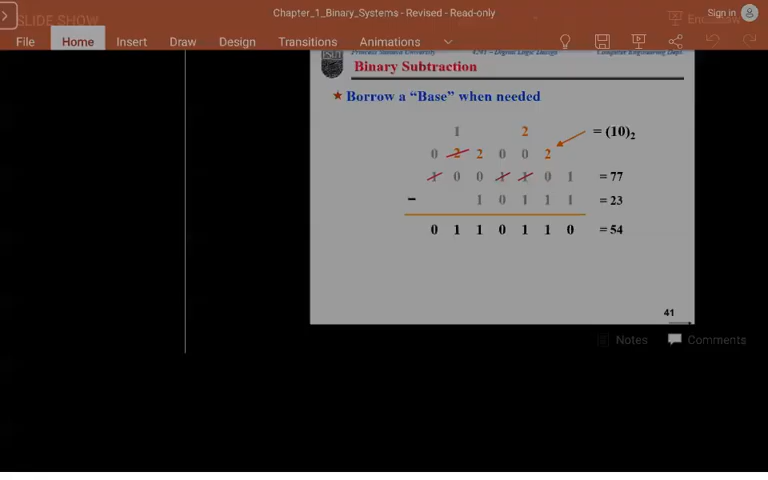 SLIDE SHOW
Chapter_1_Binary_Systems - Revised - Read-only
Sign in
File Home Insert Draw Design Transitions Animations
Binary Subtraction
★ Borrow a “Base” when needed
1 2 = (10)2
0 2 2 0 0 2
1 0 0 1 1 0 1 = 77
– 1 0 1 1 1 = 23
0 1 1 0 1 1 0 = 54
41
Notes Comments